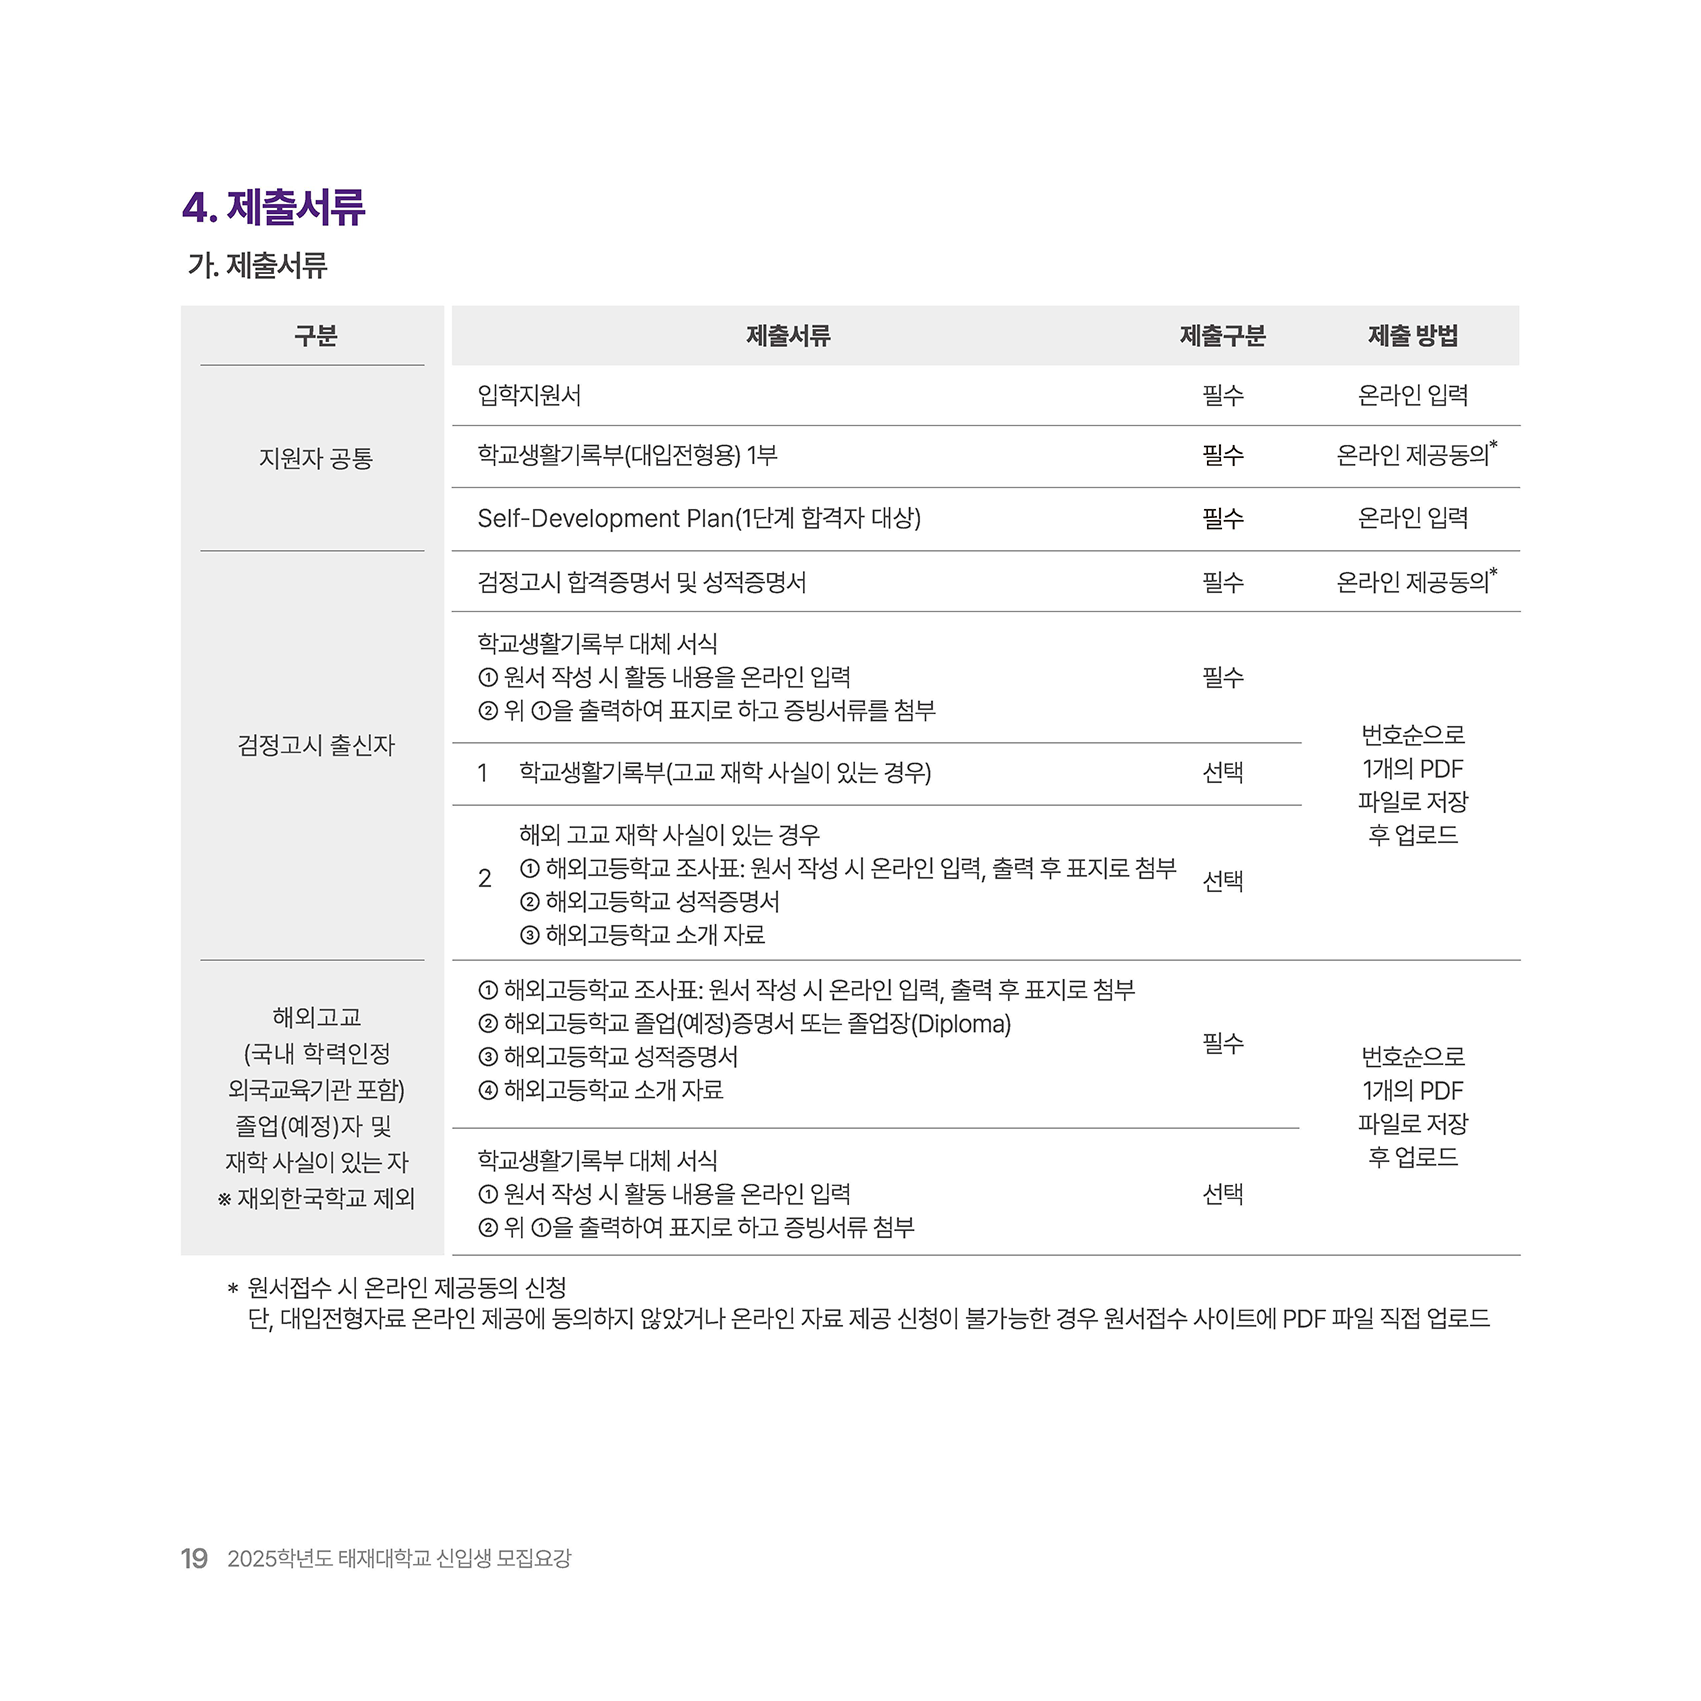 4. 제출서류
가. 제출서류
구분
제출서류
제출구분
제출 방법
지원자 공통
입학지원서
필수
온라인 입력
학교생활기록부(대입전형용) 1부
필수
온라인 제공동의*
Self-Development Plan(1단계 합격자 대상)
필수
온라인 입력
검정고시 출신자
검정고시 합격증명서 및 성적증명서
필수
온라인 제공동의*
학교생활기록부 대체 서식
① 원서 작성 시 활동 내용을 온라인 입력
② 위 ①을 출력하여 표지로 하고 증빙서류를 첨부
필수
1 학교생활기록부(고교 재학 사실이 있는 경우)
선택
2
해외 고교 재학 사실이 있는 경우
① 해외고등학교 조사표: 원서 작성 시 온라인 입력, 출력 후 표지로 첨부
② 해외고등학교 성적증명서
③ 해외고등학교 소개 자료
선택
번호순으로
1개의 PDF
파일로 저장
후 업로드
해외고교
(국내 학력인정
외국교육기관 포함)
졸업(예정)자 및
재학 사실이 있는 자
※ 재외한국학교 제외
① 해외고등학교 조사표: 원서 작성 시 온라인 입력, 출력 후 표지로 첨부
② 해외고등학교 졸업(예정)증명서 또는 졸업장(Diploma)
③ 해외고등학교 성적증명서
④ 해외고등학교 소개 자료
필수
학교생활기록부 대체 서식
① 원서 작성 시 활동 내용을 온라인 입력
② 위 ①을 출력하여 표지로 하고 증빙서류 첨부
선택
번호순으로
1개의 PDF
파일로 저장
후 업로드
* 원서접수 시 온라인 제공동의 신청
단, 대입전형자료 온라인 제공에 동의하지 않았거나 온라인 자료 제공 신청이 불가능한 경우 원서접수 사이트에 PDF 파일 직접 업로드
19 2025학년도 태재대학교 신입생 모집요강